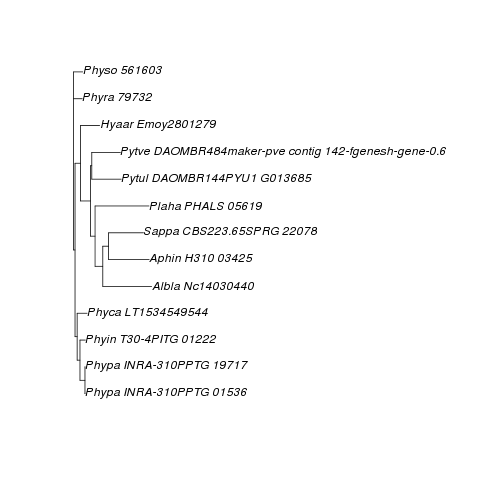 Physo 561603
Phyra 79732
Hyaar Emoy2801279
Pytve DAOMBR484maker-pve contig 142-fgenesh-gene-0.6
Pytul DAOMBR144PYU1 G013685
Plaha PHALS 05619
Sappa CBS223.65SPRG 22078
Aphin H310 03425
Albla Nc14030440
Phyca LT1534549544
Phyin T30-4PITG 01222
Phypa INRA-310PPTG 19717
Phypa INRA-310PPTG 01536